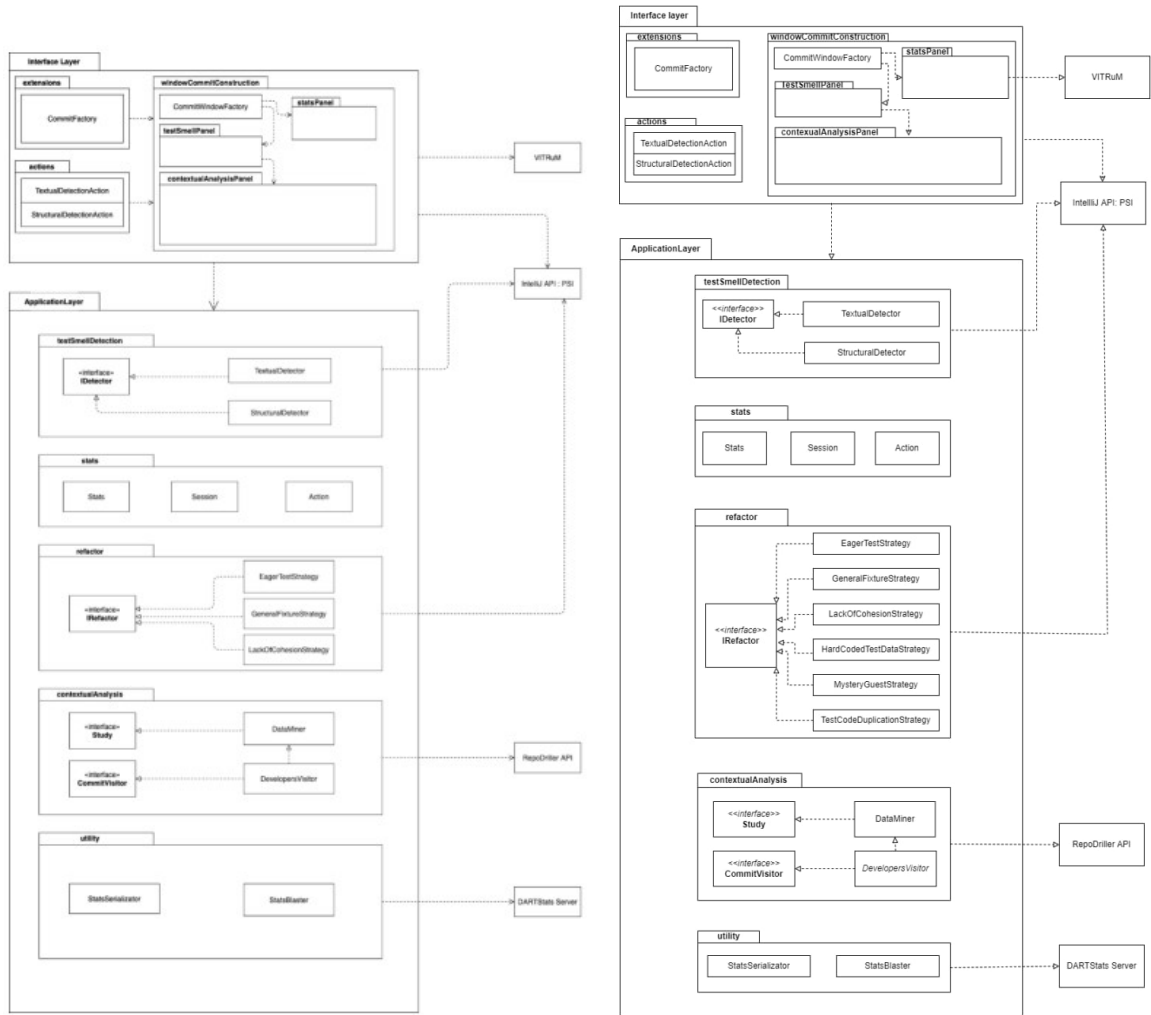 Interface Layer
extensions
CommitFactory
windowCommitConstruction
CommitWindowFactory
statsPanel
testSmellPanel
contextualAnalysisPanel
actions
TextualDetectionAction
StructuralDetectionAction
VITRuM
IntelliJ API : PSI
ApplicationLayer
testSmellDetection
«interface»
IDetector
TextualDetector
StructuralDetector
stats
Stats
Session
Action
refactor
«interface»
IRefactor
EagerTestStrategy
GeneralFixtureStrategy
LackOfCohesionStrategy
contextualAnalysis
«interface»
Study
DataMiner
«interface»
CommitVisitor
DevelopersVisitor
RepoDriller API
utility
StatsSerializator
StatsBlaster
DARTStats Server
Interface layer
extensions
CommitFactory
windowCommitConstruction
CommitWindowFactory
statsPanel
TestSmellPanel
contexualAnalysisPanel
actions
TextualDetectionAction
StructuralDetectionAction
VITRuM
IntelliJ API: PSI
ApplicationLayer
testSmellDetection
<<interface>>
IDetector
TextualDetector
StructuralDetector
stats
Stats
Session
Action
refactor
<<interface>>
IRefactor
EagerTestStrategy
GeneralFixtureStrategy
LackOfCohesionStrategy
HardCodedTestDataStrategy
MysteryGuestStrategy
TestCodeDuplicationStrategy
contextualAnalysis
<<interface>>
Study
DataMiner
<<interface>>
CommitVisitor
DevelopersVisitor
RepoDriller API
utility
StatsSerializator
StatsBlaster
DARTStats Server